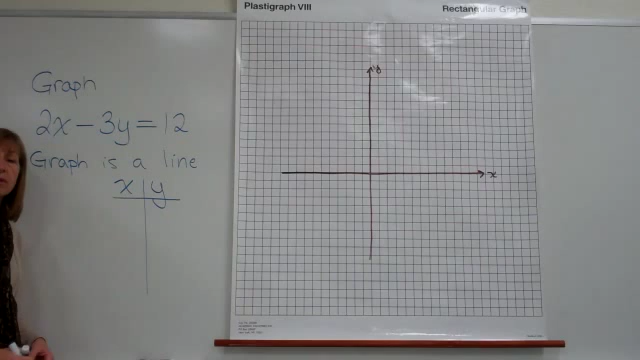 Plastigraph VIII
Rectangular Graph
Graph
2x - 3y = 12
Graph is a line
x y
y
x